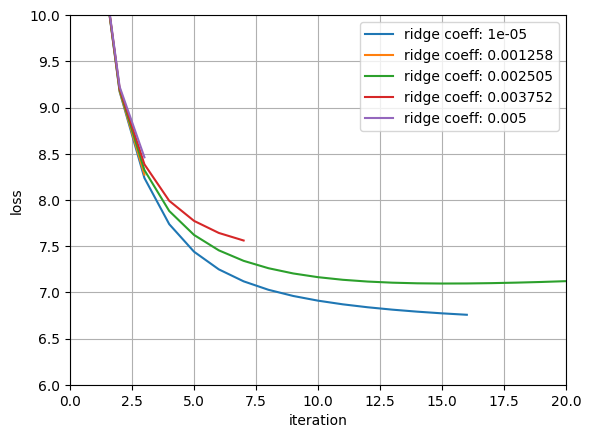 10.0
9.5
9.0
8.5
8.0
7.5
7.0
6.5
6.0
loss
ridge coeff: 1e-05
ridge coeff: 0.001258
ridge coeff: 0.002505
ridge coeff: 0.003752
ridge coeff: 0.005
0.0 2.5 5.0 7.5 10.0 12.5 15.0 17.5 20.0
iteration